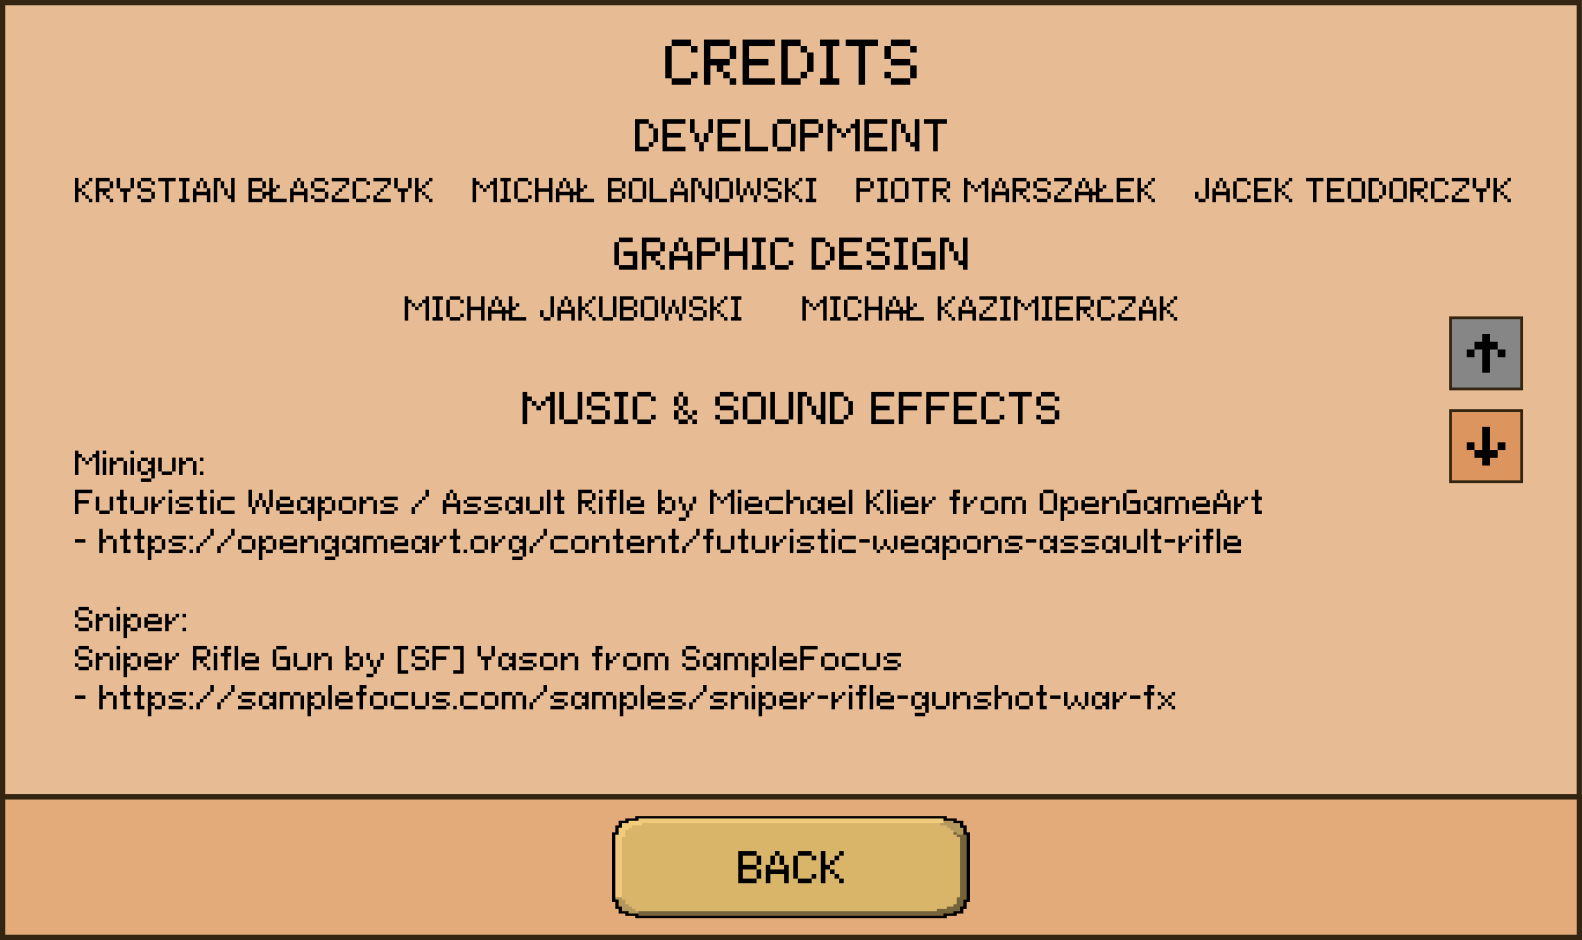 CREDITS
DEVELOPMENT
KRYSTIAN BŁASZCZYK MICHAŁ BOLANOWSKI PIOTR MARSZAŁEK JACEK TEODORCZYK
GRAPHIC DESIGN
MICHAŁ JAKUBOWSKI MICHAŁ KAZIMIERCZAK
MUSIC & SOUND EFFECTS
Minigun:
Futuristic Weapons / Assault Rifle by Miechael Klier from OpenGameArt
- https://opengameart.org/content/futuristic-weapons-assault-rifle
Sniper:
Sniper Rifle Gun by [SF] Yason from SampleFocus
- https://samplefocus.com/samples/sniper-rifle-gunshot-war-fx
BACK